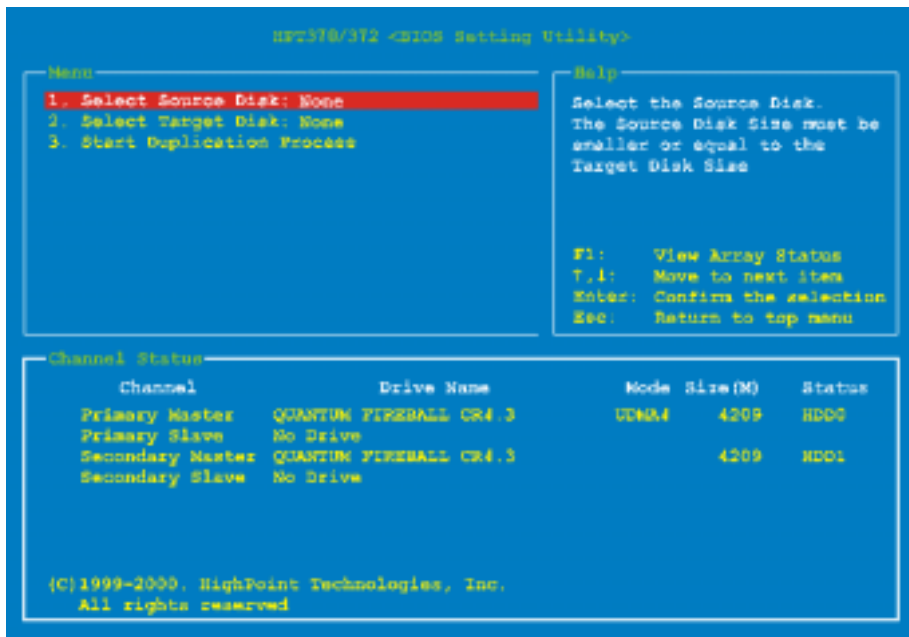 HPT370/372 <BIOS Setting Utility>
Menu
1. Select Source Disk: None
2. Select Target Disk: None
3. Start Duplication Process
Help
Select the Source Disk.
The Source Disk Size must be
smaller or equal to the
Target Disk Size
F1: View Array Status
↑,↓: Move to next item
Enter: Confirm the selection
Esc: Return to top menu
Channel Status
Channel Drive Name Mode Size(M) Status
Primary Master QUANTUM FIREBALL CR4.3 UDMA4 4209 HDD0
Primary Slave No Drive
Secondary Master QUANTUM FIREBALL CR4.3 4209 HDD1
Secondary Slave No Drive
(C)1999-2000. HighPoint Technologies, Inc.
All rights reserved